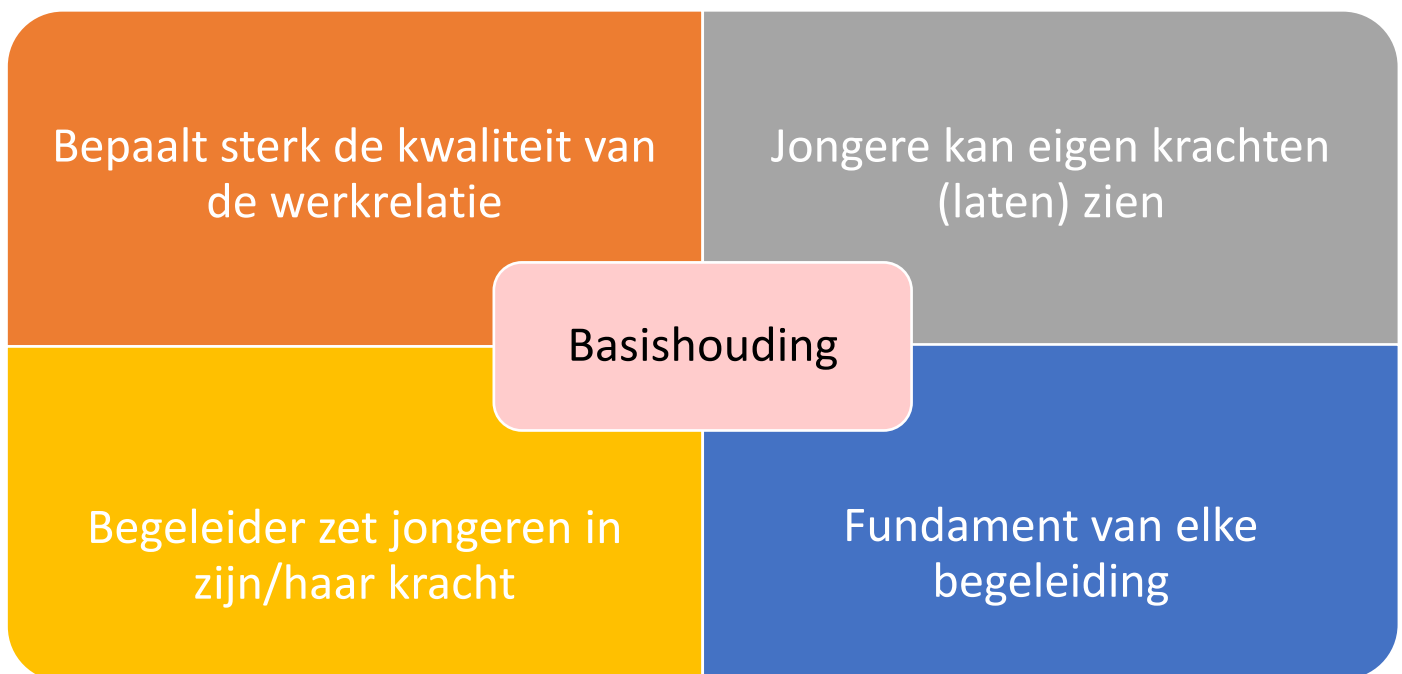 Bepaalt sterk de kwaliteit van
de werkrelatie
Jongere kan eigen krachten
(laten) zien
Basishouding
Begeleider zet jongeren in
zijn/haar kracht
Fundament van elke
begeleiding